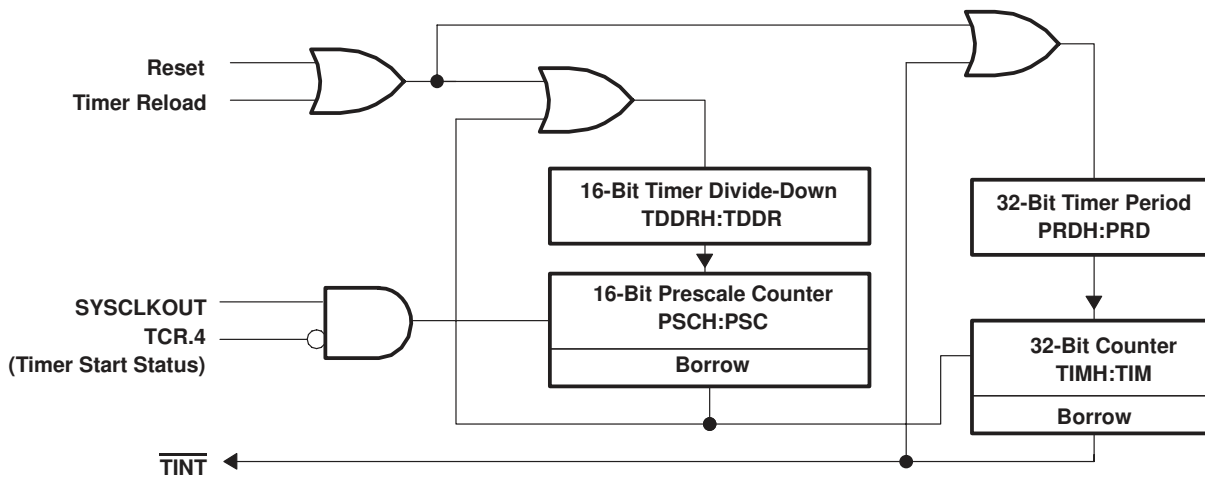 Reset
Timer Reload
16-Bit Timer Divide-Down
TDDRH:TDDR
32-Bit Timer Period
PRDH:PRD
SYSCLKOUT
TCR.4
(Timer Start Status)
16-Bit Prescale Counter
PSCH:PSC
Borrow
32-Bit Counter
TIMH:TIM
Borrow
TINT